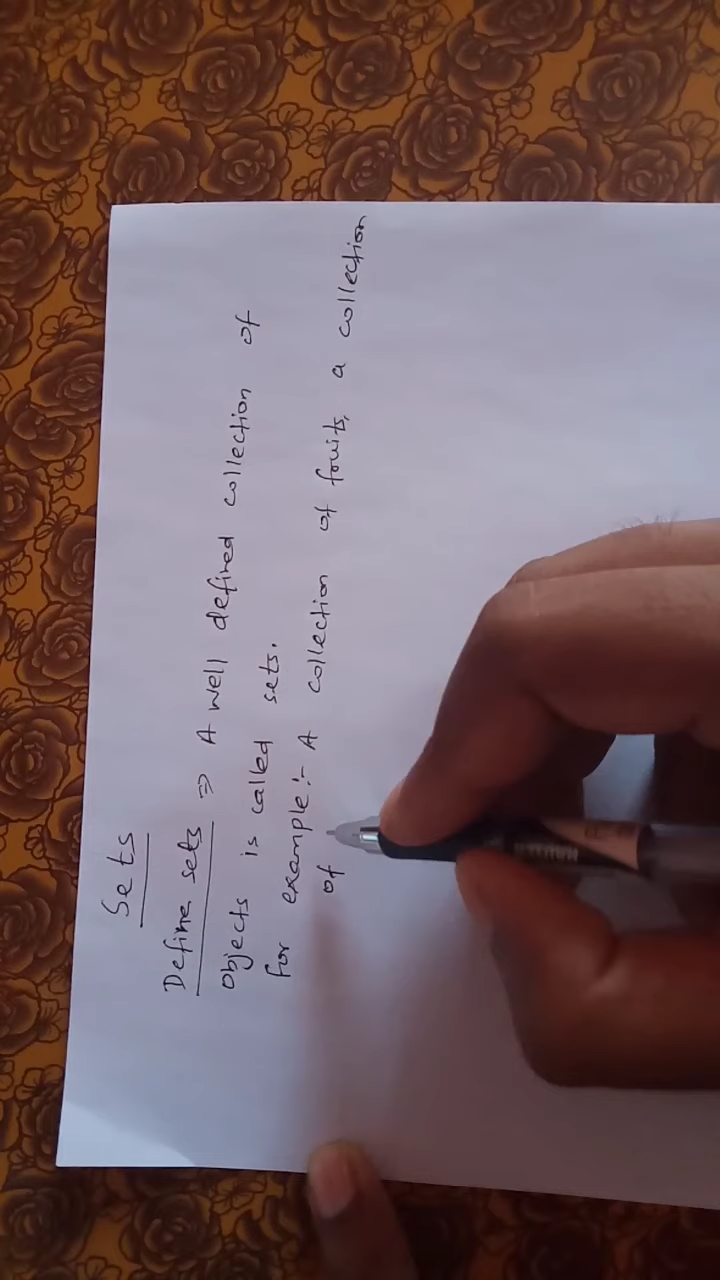 Sets
Define sets ⇒ A well defined collection of
objects is called sets.
for example:- A collection of fruits, a collection
of